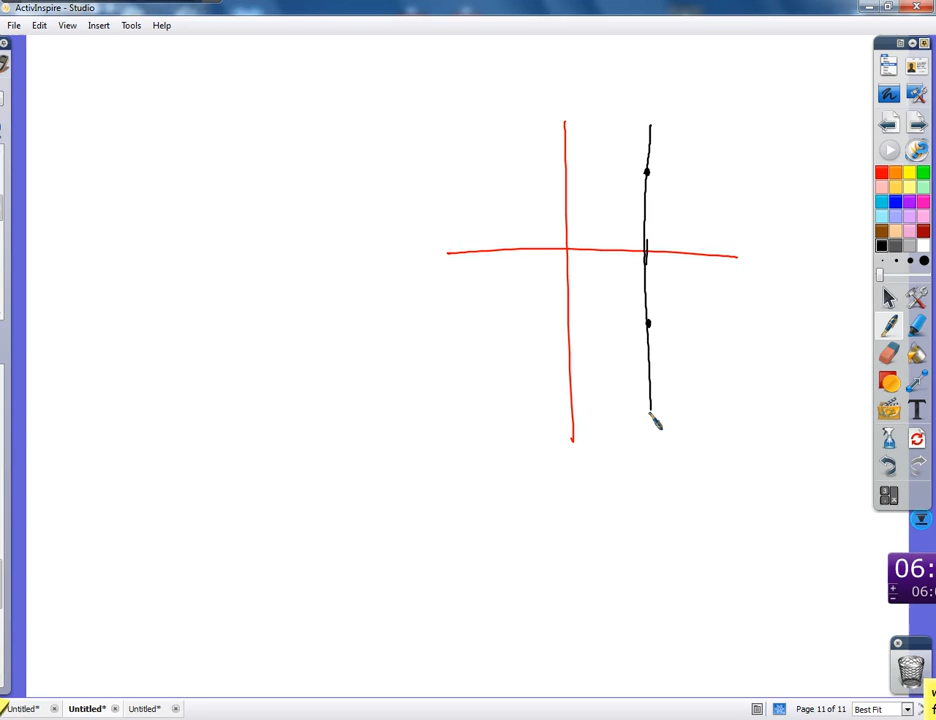 ActivInspire - Studio
File Edit View Insert Tools Help
06:
06:
Untitled* Untitled* Untitled* Page 11 of 11 Best Fit